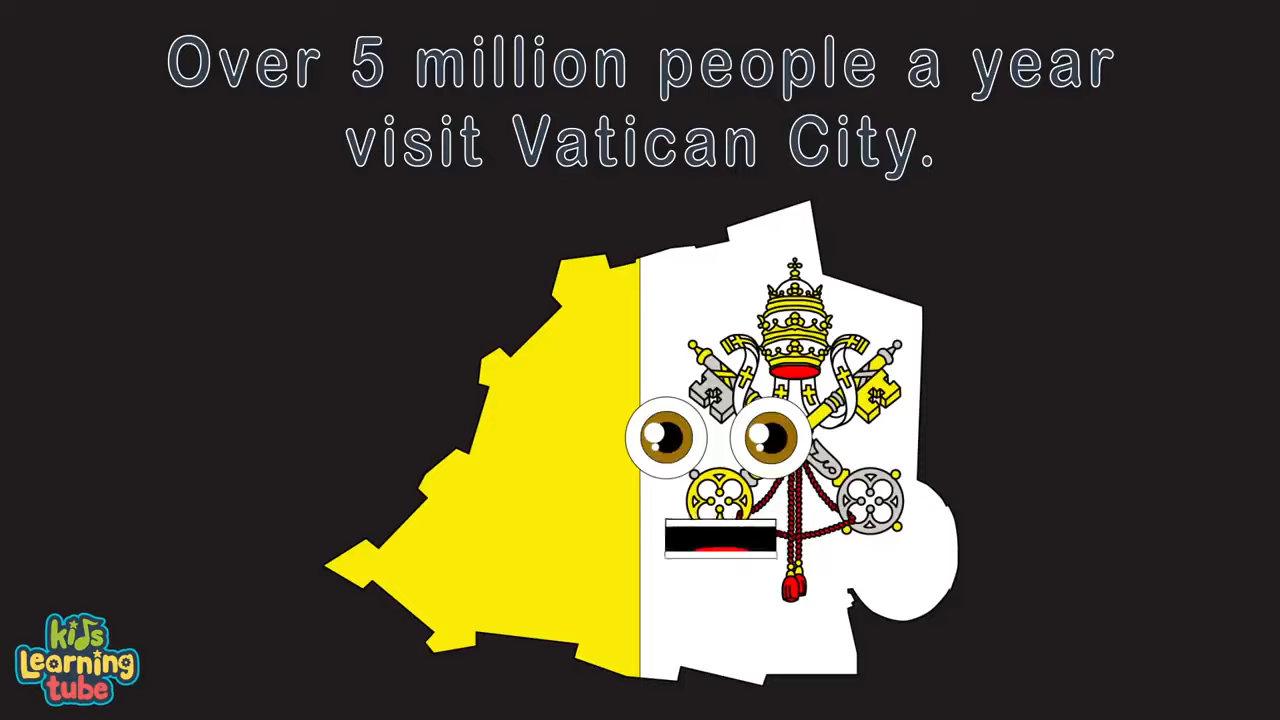 Over 5 million people a year
visit Vatican City.
kids
Learning
tube